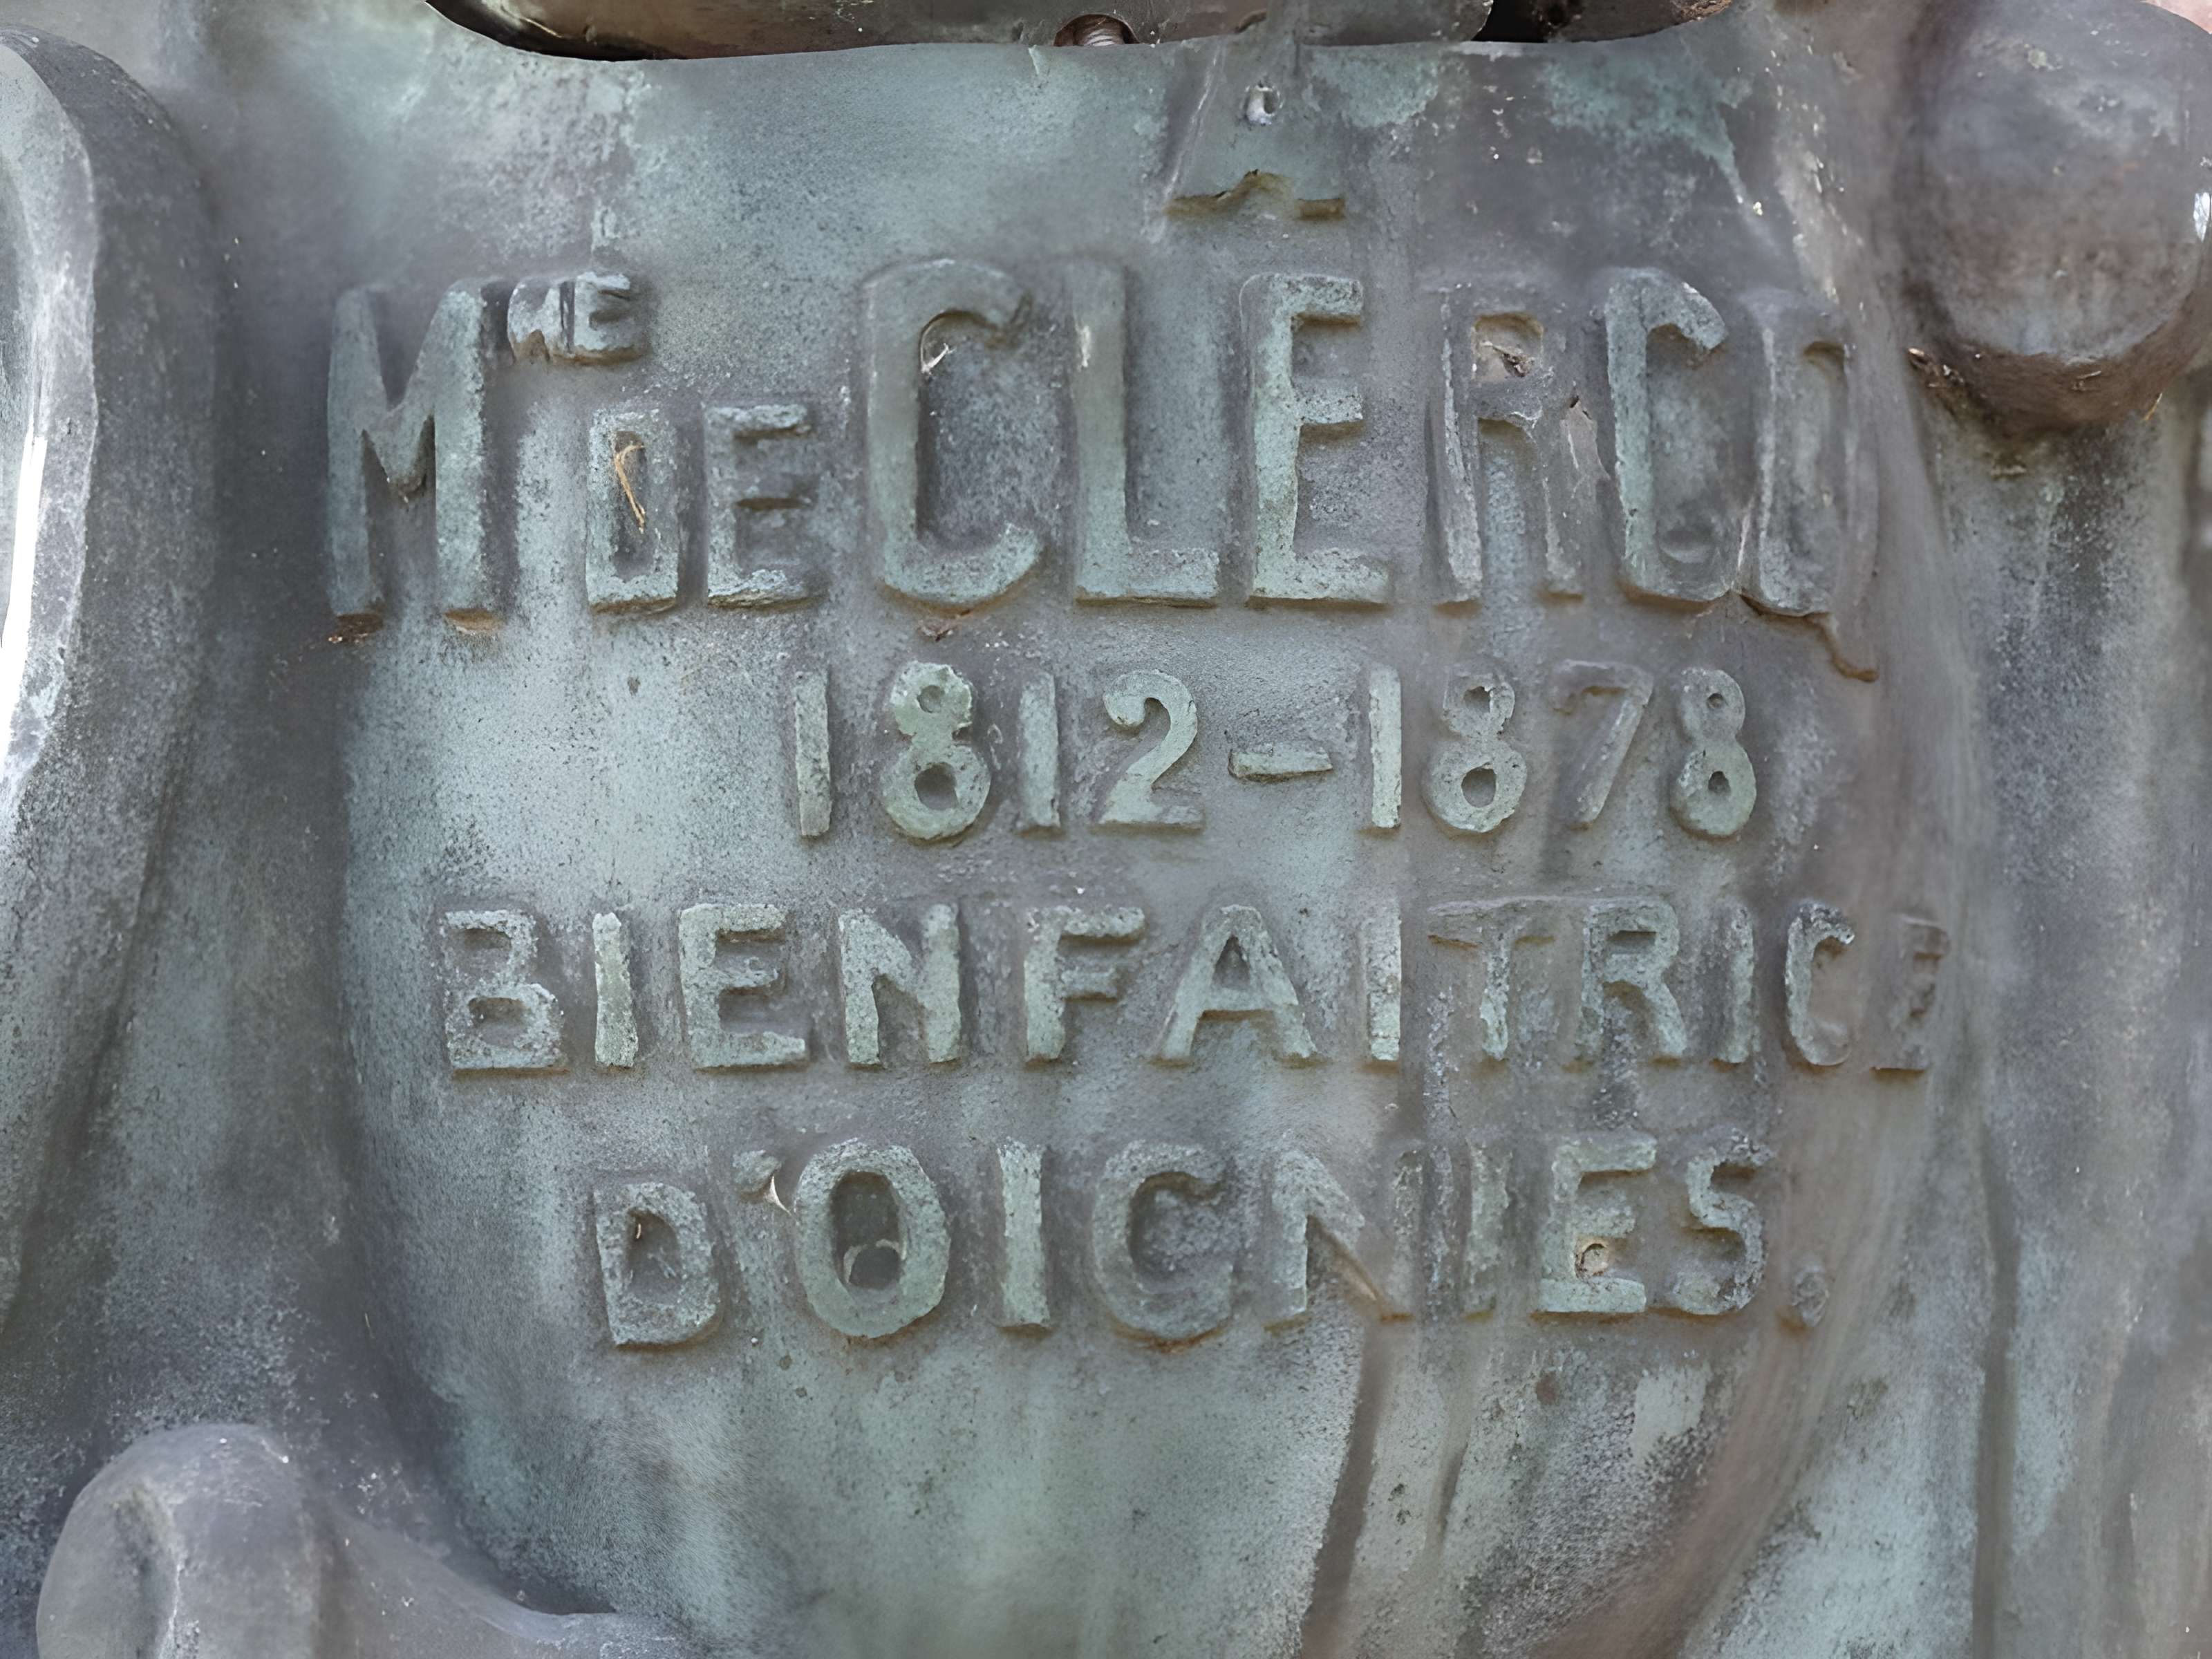 À
Mme DE CLERCQ
1812-1878
BIENFAITRICE
D'OIGNIES.